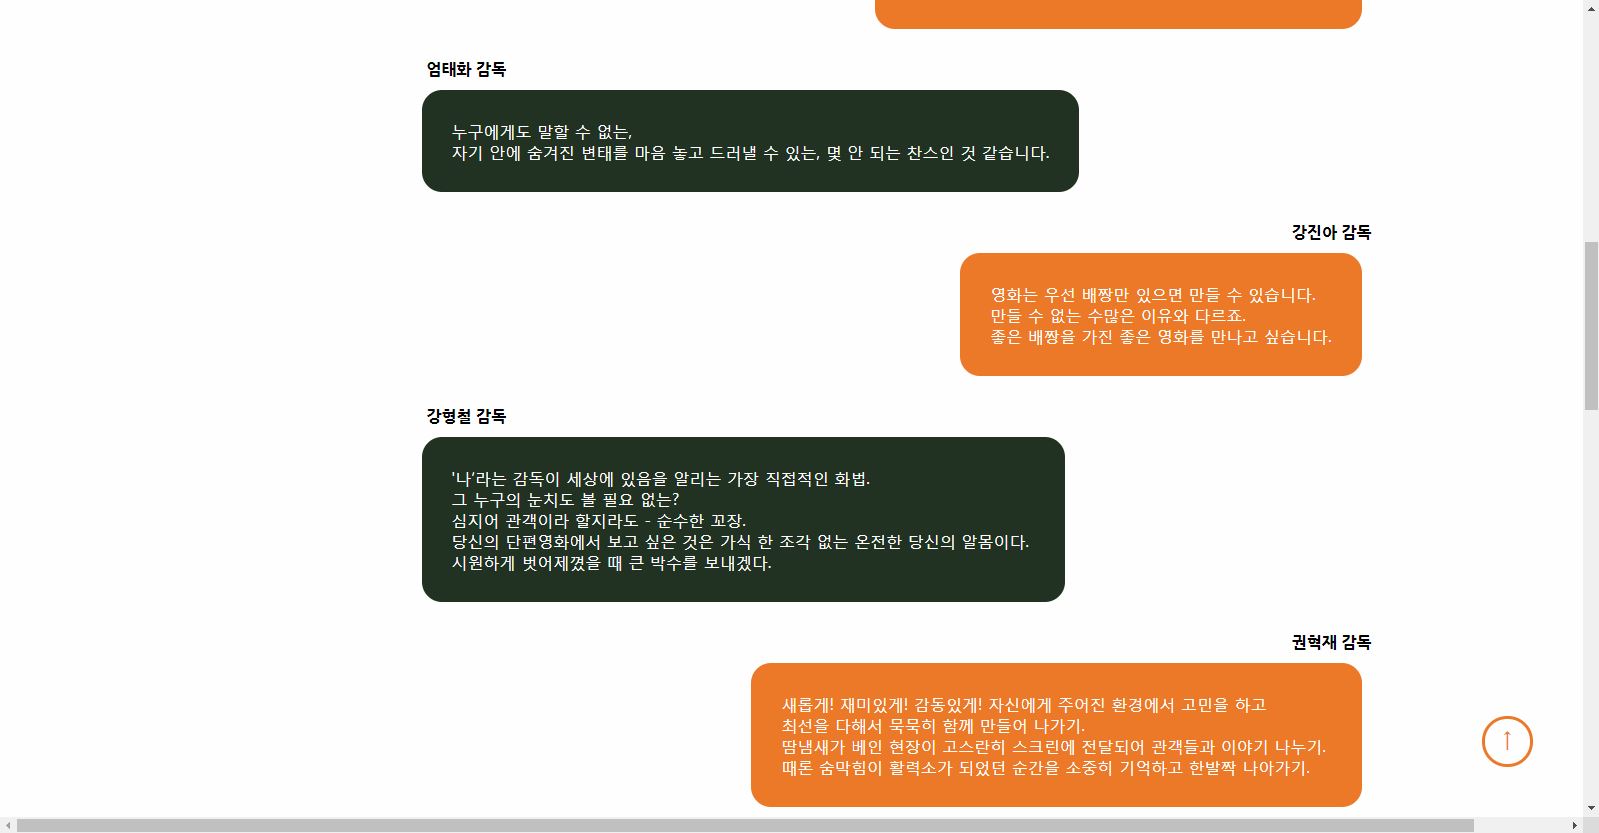 엄태화 감독
누구에게도 말할 수 없는,
자기 안에 숨겨진 변태를 마음 놓고 드러낼 수 있는, 몇 안 되는 찬스인 것 같습니다.
강진아 감독
영화는 우선 배짱만 있으면 만들 수 있습니다.
만들 수 없는 수많은 이유와 다르죠.
좋은 배짱을 가진 좋은 영화를 만나고 싶습니다.
강형철 감독
'나'라는 감독이 세상에 있음을 알리는 가장 직접적인 화법.
그 누구의 눈치도 볼 필요 없는?
심지어 관객이라 할지라도 - 순수한 꼬장.
당신의 단편영화에서 보고 싶은 것은 가식 한 조각 없는 온전한 당신의 알몸이다.
시원하게 벗어제꼈을 때 큰 박수를 보내겠다.
권혁재 감독
새롭게! 재미있게! 감동있게! 자신에게 주어진 환경에서 고민을 하고
최선을 다해서 묵묵히 함께 만들어 나가기.
땀냄새가 베인 현장이 고스란히 스크린에 전달되어 관객들과 이야기 나누기.
때론 숨막힘이 활력소가 되었던 순간을 소중히 기억하고 한발짝 나아가기.
↑